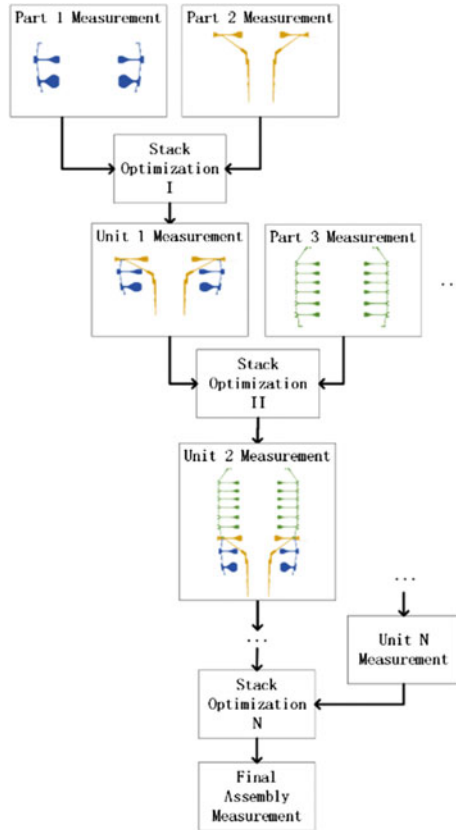 Part 1 Measurement
Part 2 Measurement
Stack
Optimization
I
Unit 1 Measurement
Part 3 Measurement
...
Stack
Optimization
II
Unit 2 Measurement
...
...
Unit N
Measurement
Stack
Optimization
N
Final
Assembly
Measurement